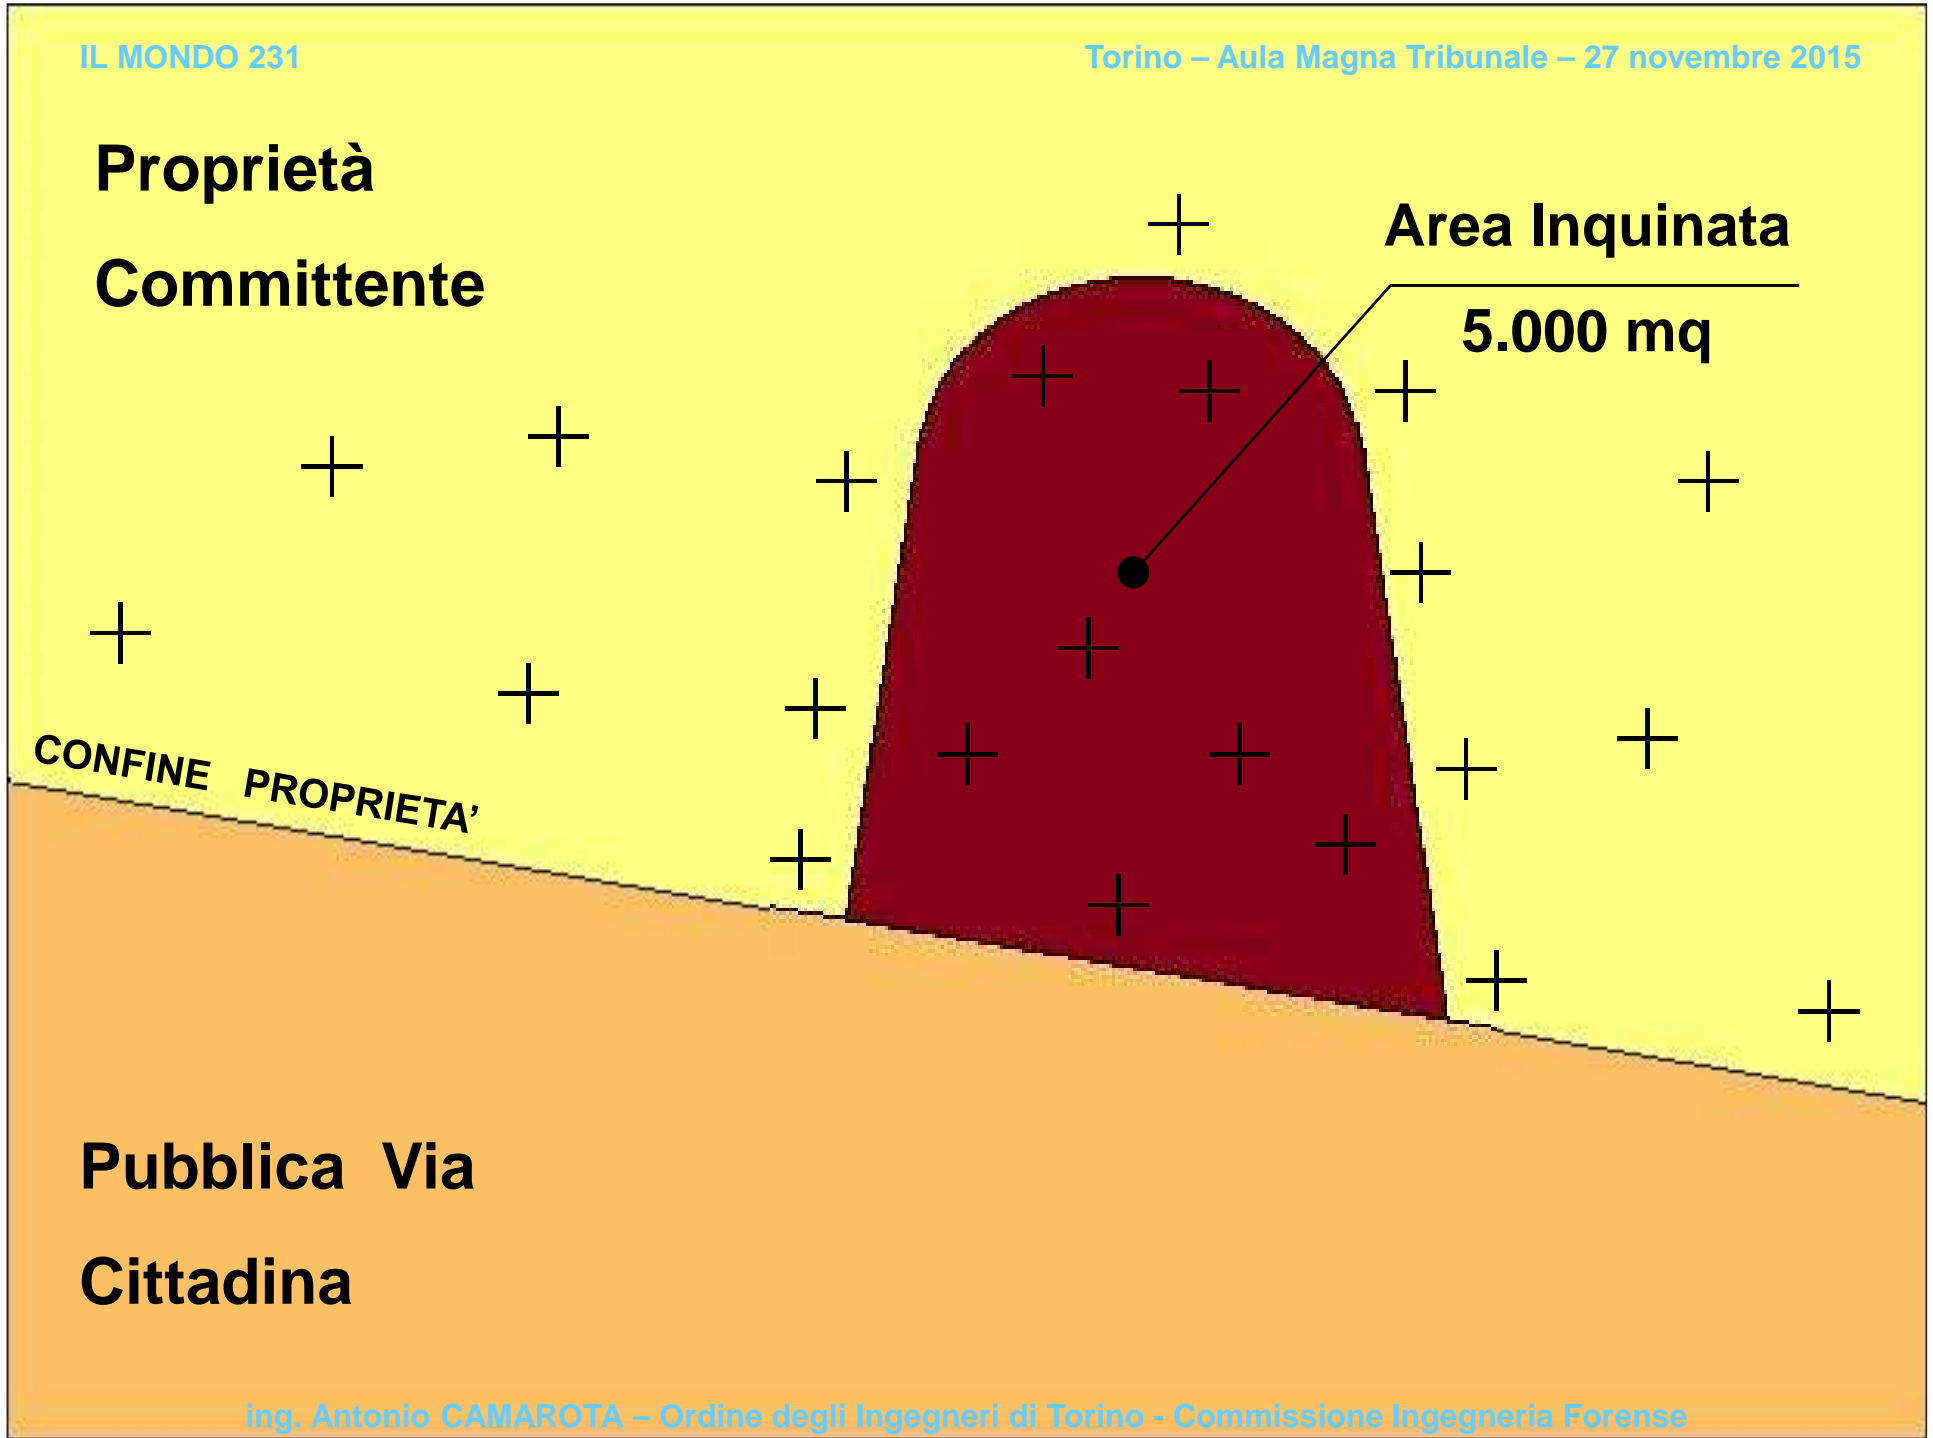 IL MONDO 231
Torino – Aula Magna Tribunale – 27 novembre 2015
Proprietà
Committente
Area Inquinata
5.000 mq
CONFINE PROPRIETA’
Pubblica Via
Cittadina
ing. Antonio CAMAROTA – Ordine degli Ingegneri di Torino - Commissione Ingegneria Forense